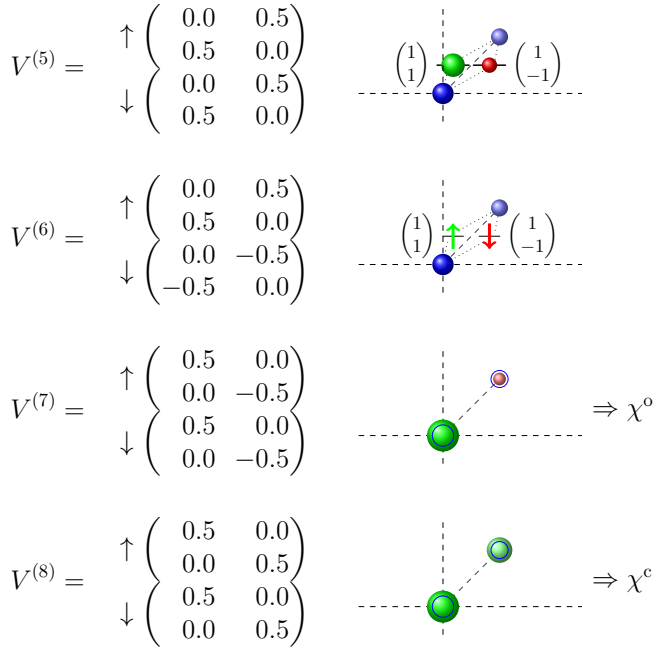 V^{(5)} = ↑ ( 0.0 0.5
0.5 0.0 )
↓ ( 0.0 0.5
0.5 0.0 )
( 1 1 ) ( 1 −1 )
V^{(6)} = ↑ ( 0.0 0.5
0.5 0.0 )
↓ ( 0.0 −0.5
−0.5 0.0 )
( 1 1 ) ↑ ↓ ( 1 −1 )
V^{(7)} = ↑ ( 0.5 0.0
0.0 −0.5 )
↓ ( 0.5 0.0
0.0 −0.5 )
⇒ χ^o
V^{(8)} = ↑ ( 0.5 0.0
0.0 0.5 )
↓ ( 0.5 0.0
0.0 0.5 )
⇒ χ^c